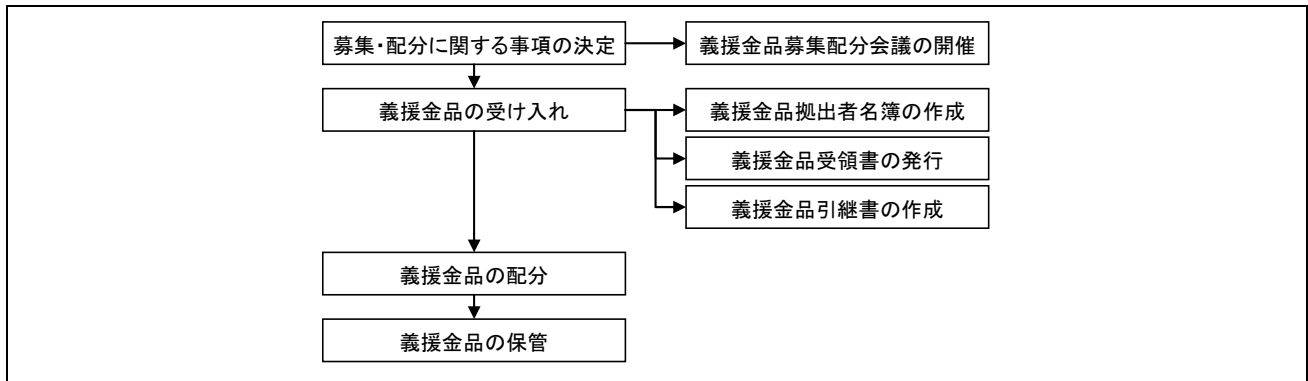 募集・配分に関する事項の決定
義援金品募集配分会議の開催
義援金品の受け入れ
義援金品拠出者名簿の作成
義援金品受領書の発行
義援金品引継書の作成
義援金品の配分
義援金品の保管